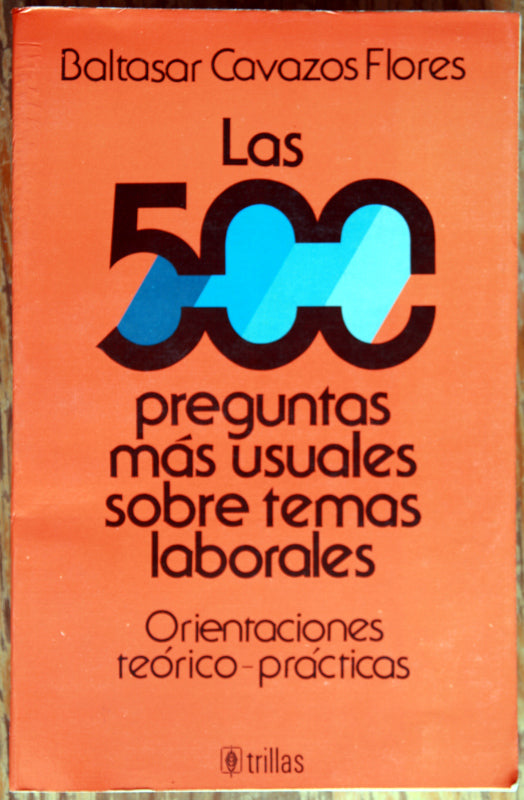 Baltasar Cavazos Flores
Las
500
preguntas
más usuales
sobre temas
laborales
Orientaciones
teórico-prácticas
trillas